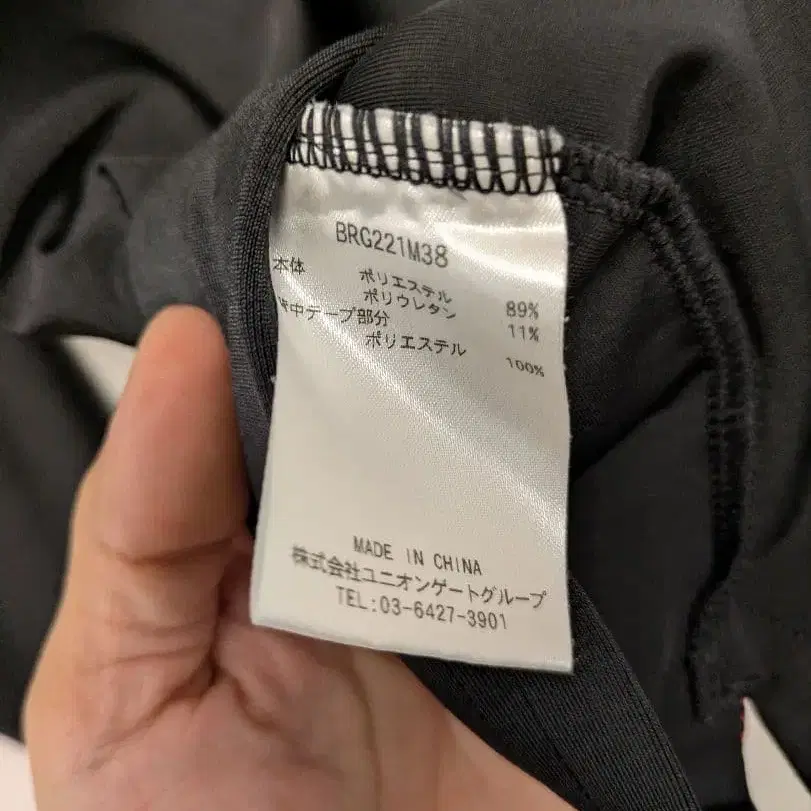 BRG221M38
本体 ポリエステル 89%
ポリウレタン 11%
背中テープ部分
ポリエステル 100%
MADE IN CHINA
株式会社ユニオンゲートグループ
TEL:03-6427-3901